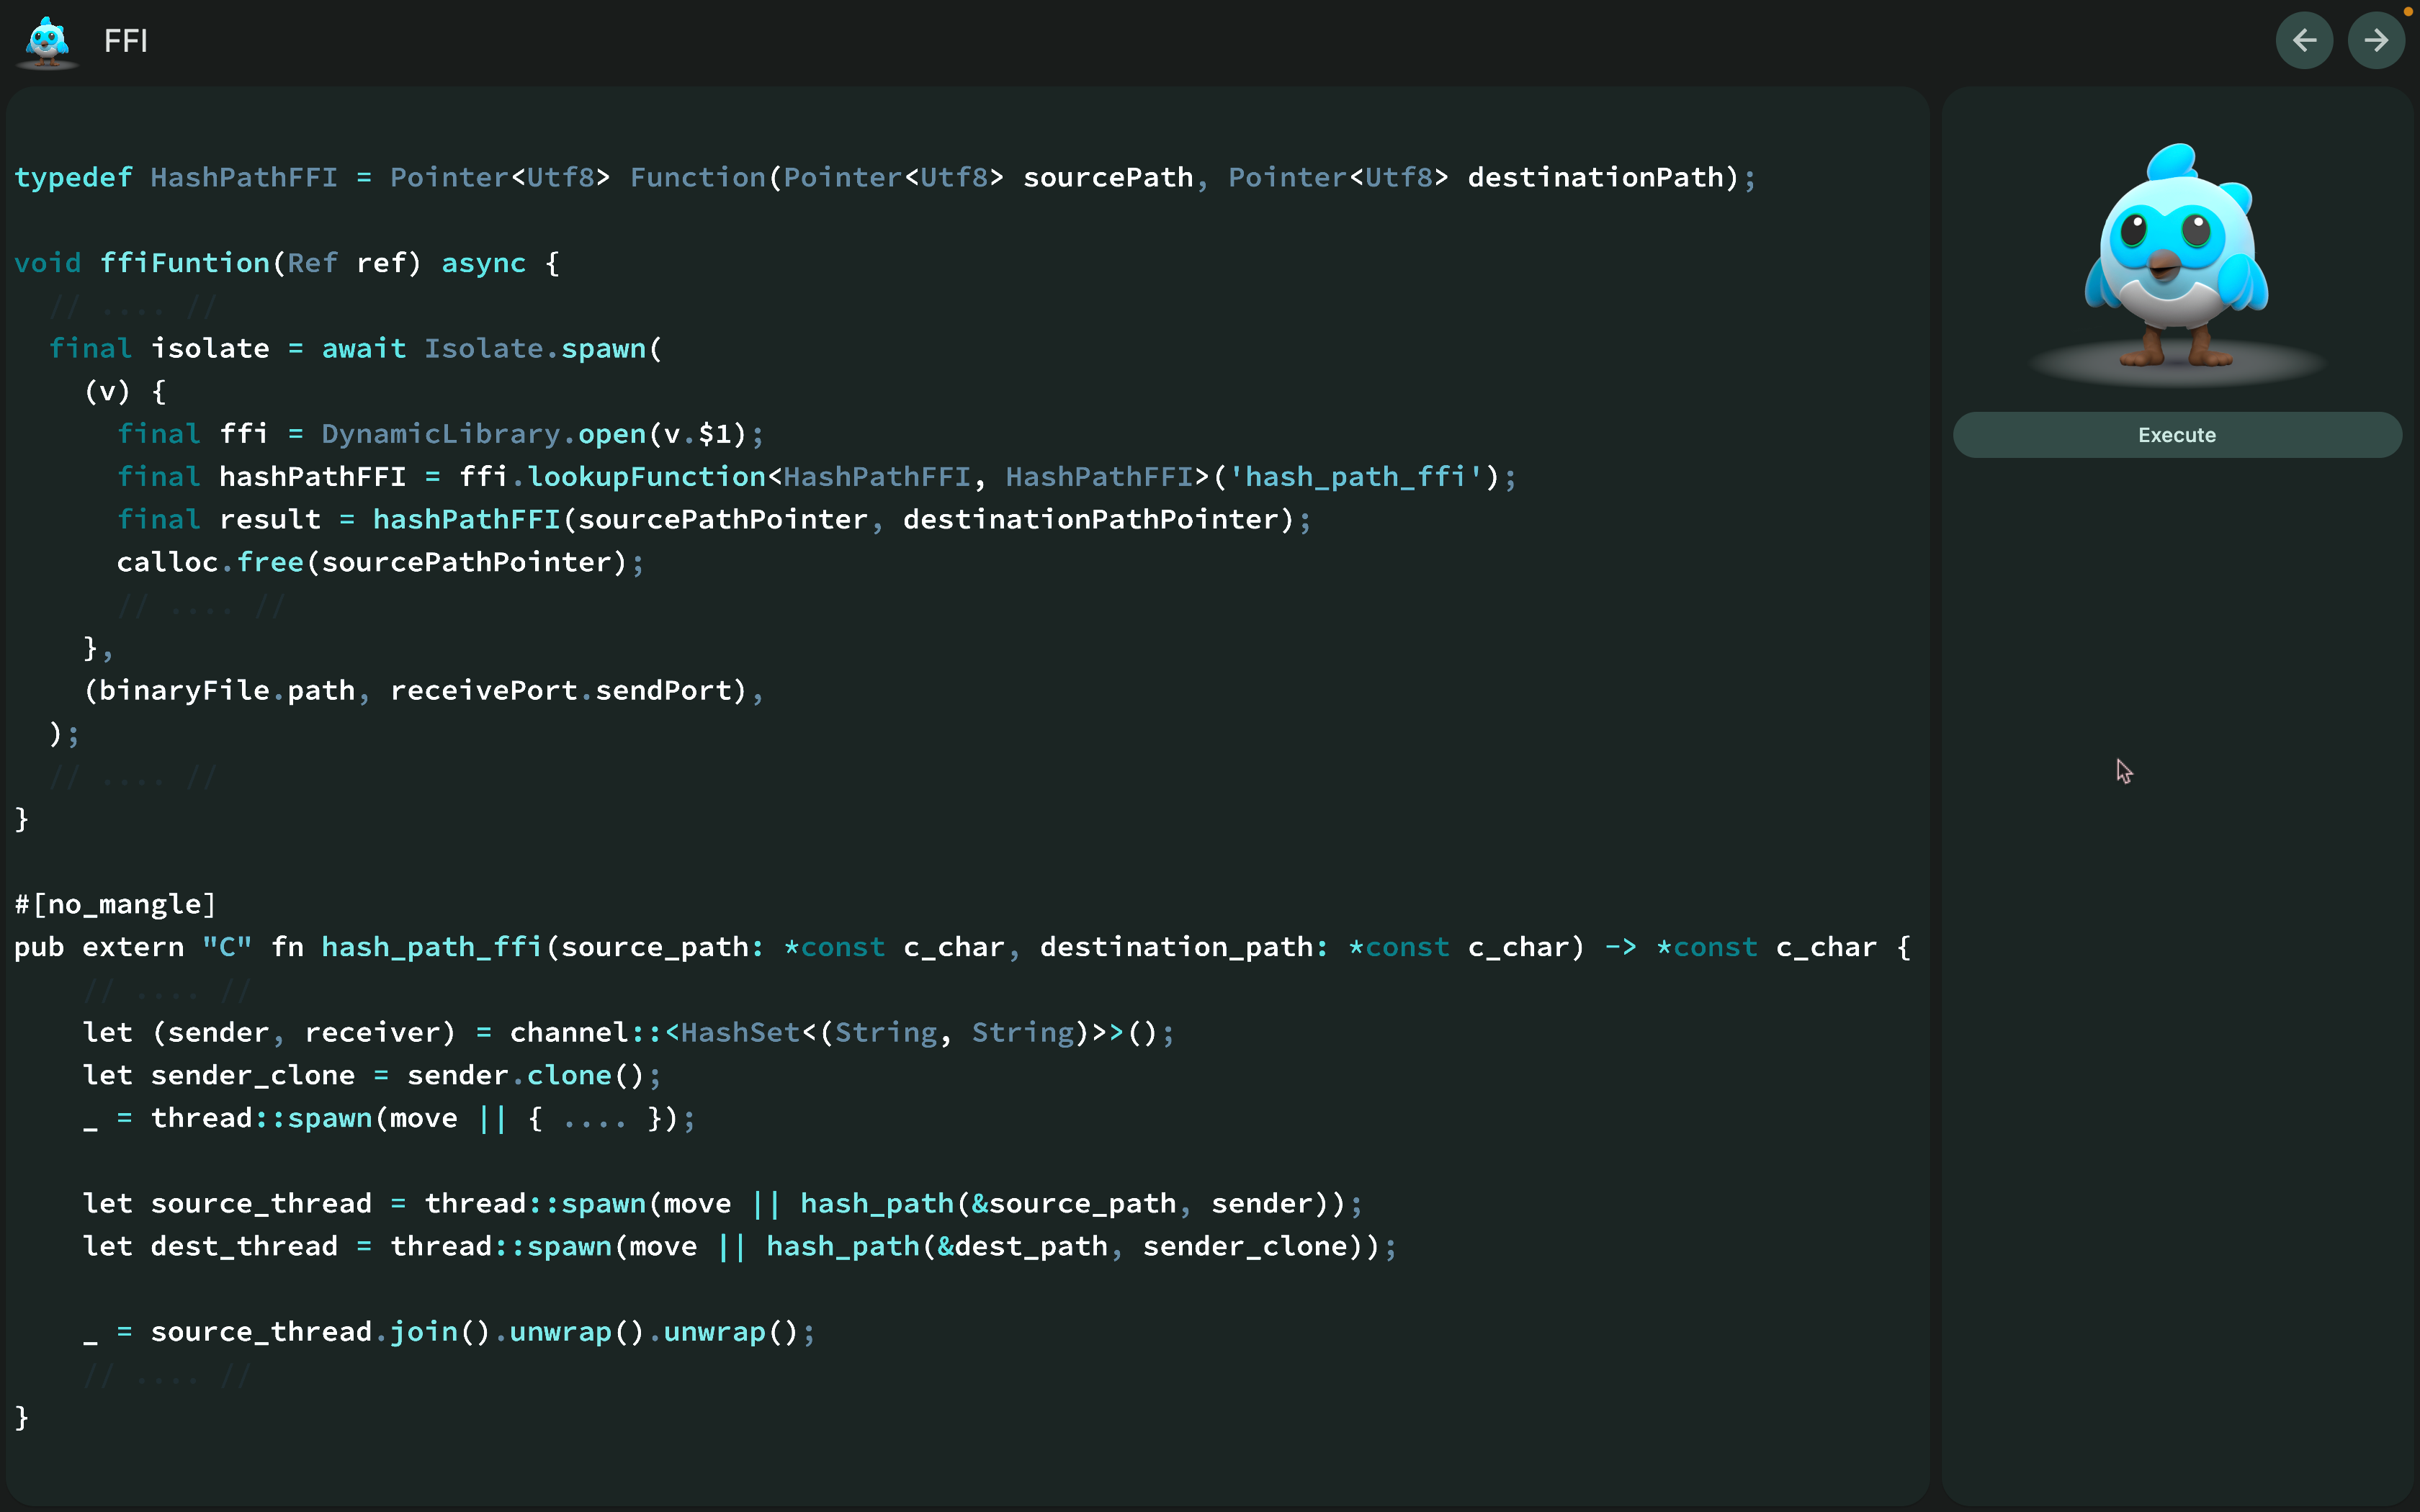 FFI
typedef HashPathFFI = Pointer<Utf8> Function(Pointer<Utf8> sourcePath, Pointer<Utf8> destinationPath);
void ffiFuntion(Ref ref) async {
// .... //
final isolate = await Isolate.spawn(
(v) {
final ffi = DynamicLibrary.open(v.$1);
final hashPathFFI = ffi.lookupFunction<HashPathFFI, HashPathFFI>('hash_path_ffi');
final result = hashPathFFI(sourcePathPointer, destinationPathPointer);
calloc.free(sourcePathPointer);
// .... //
},
(binaryFile.path, receivePort.sendPort),
);
// .... //
}
#[no_mangle]
pub extern "C" fn hash_path_ffi(source_path: *const c_char, destination_path: *const c_char) -> *const c_char {
// .... //
let (sender, receiver) = channel::<HashSet<(String, String)>>();
let sender_clone = sender.clone();
_ = thread::spawn(move || { .... });
let source_thread = thread::spawn(move || hash_path(&source_path, sender));
let dest_thread = thread::spawn(move || hash_path(&dest_path, sender_clone));
_ = source_thread.join().unwrap().unwrap();
// .... //
}
Execute